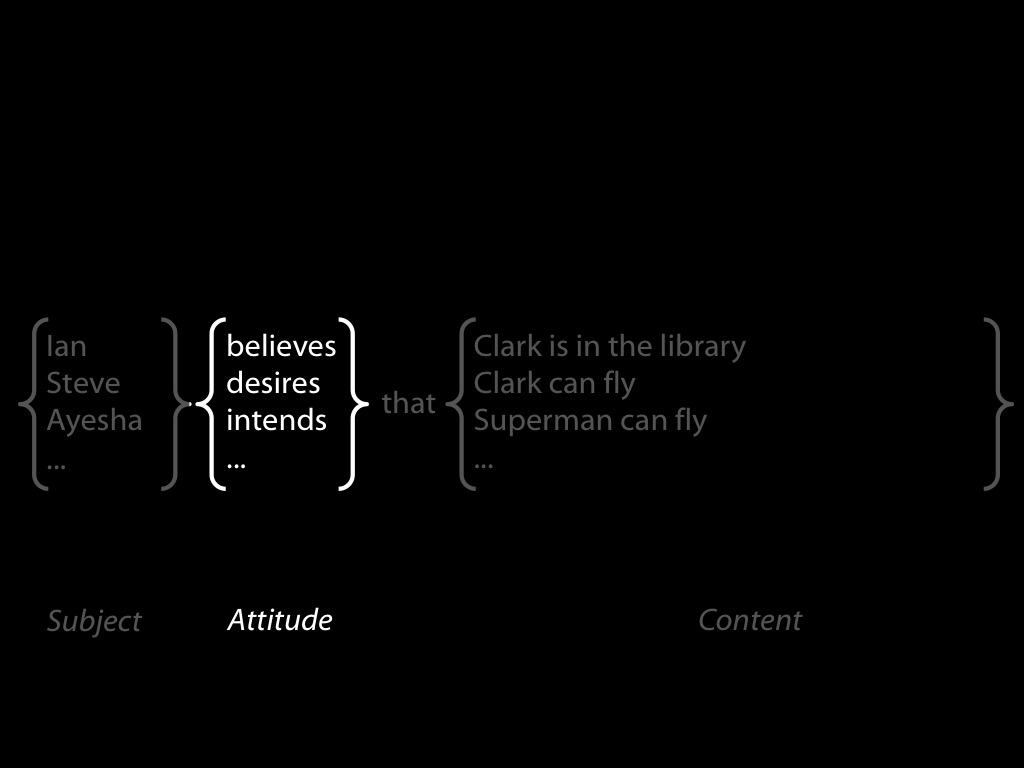 Ian believes Clark is in the library
Steve desires Clark can fly
that
Ayesha intends Superman can fly
... ... ...
Subject Attitude Content